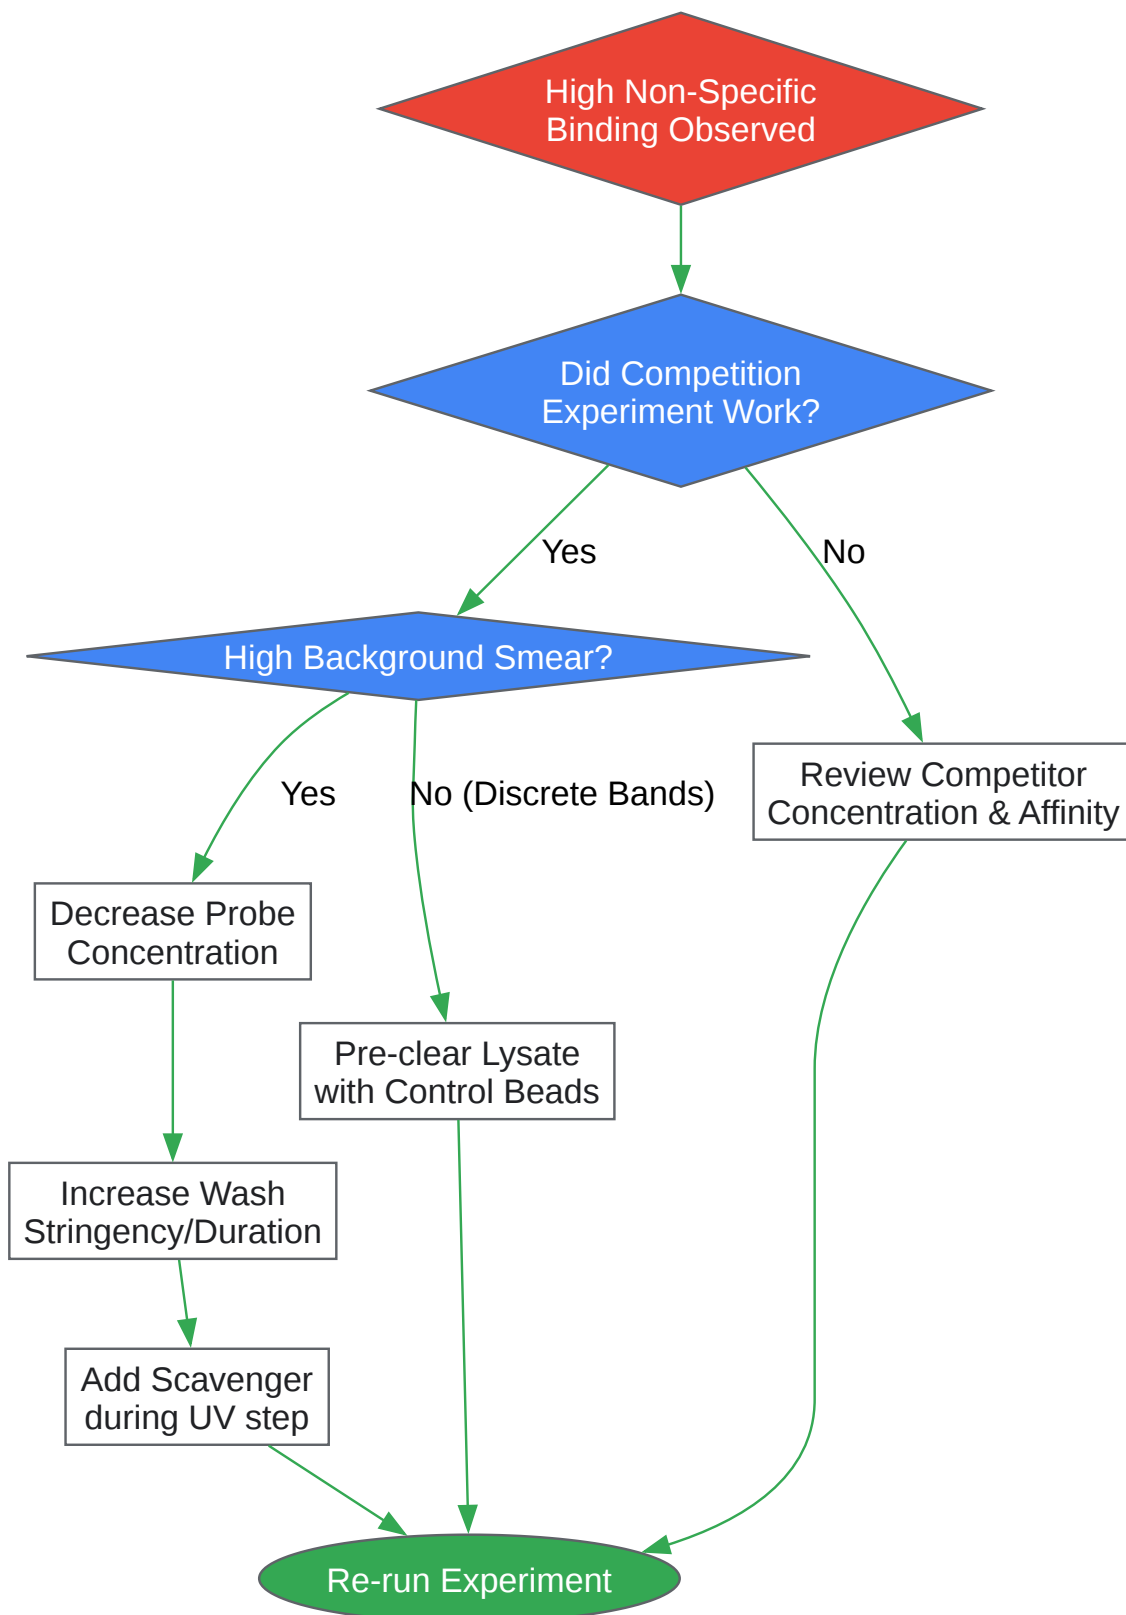 High Non-Specific
Binding Observed
Did Competition
Experiment Work?
Yes
No
High Background Smear?
Review Competitor
Concentration & Affinity
Yes
No (Discrete Bands)
Decrease Probe
Concentration
Pre-clear Lysate
with Control Beads
Increase Wash
Stringency/Duration
Add Scavenger
during UV step
Re-run Experiment